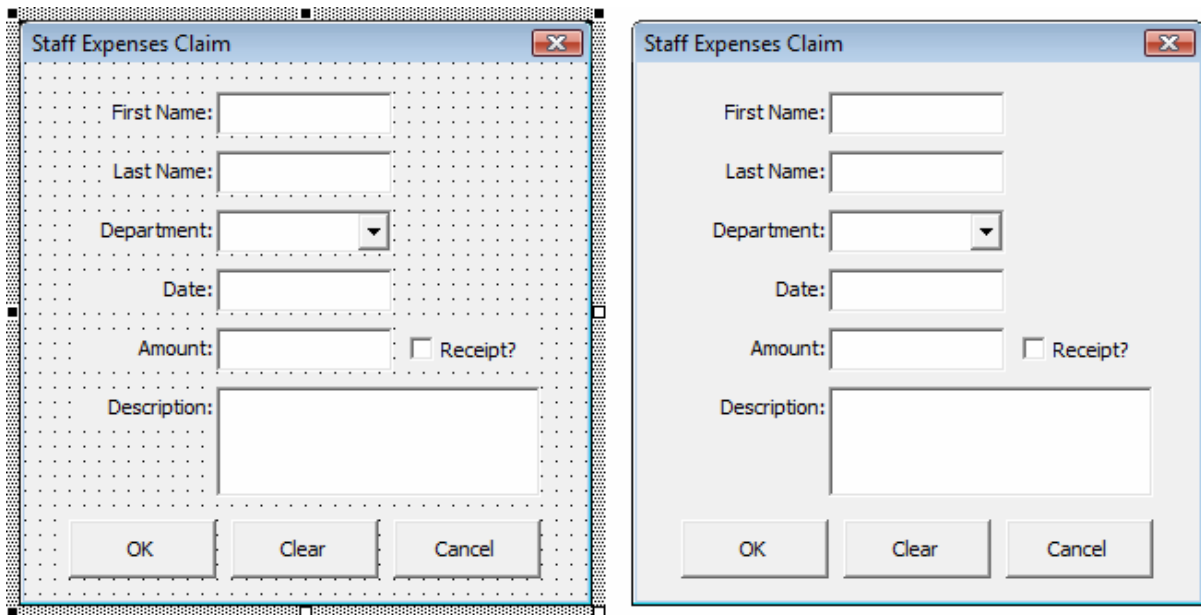 Staff Expenses Claim
First Name:
Last Name:
Department:
Date:
Amount:
Receipt?
Description:
OK
Clear
Cancel
Staff Expenses Claim
First Name:
Last Name:
Department:
Date:
Amount:
Receipt?
Description:
OK
Clear
Cancel